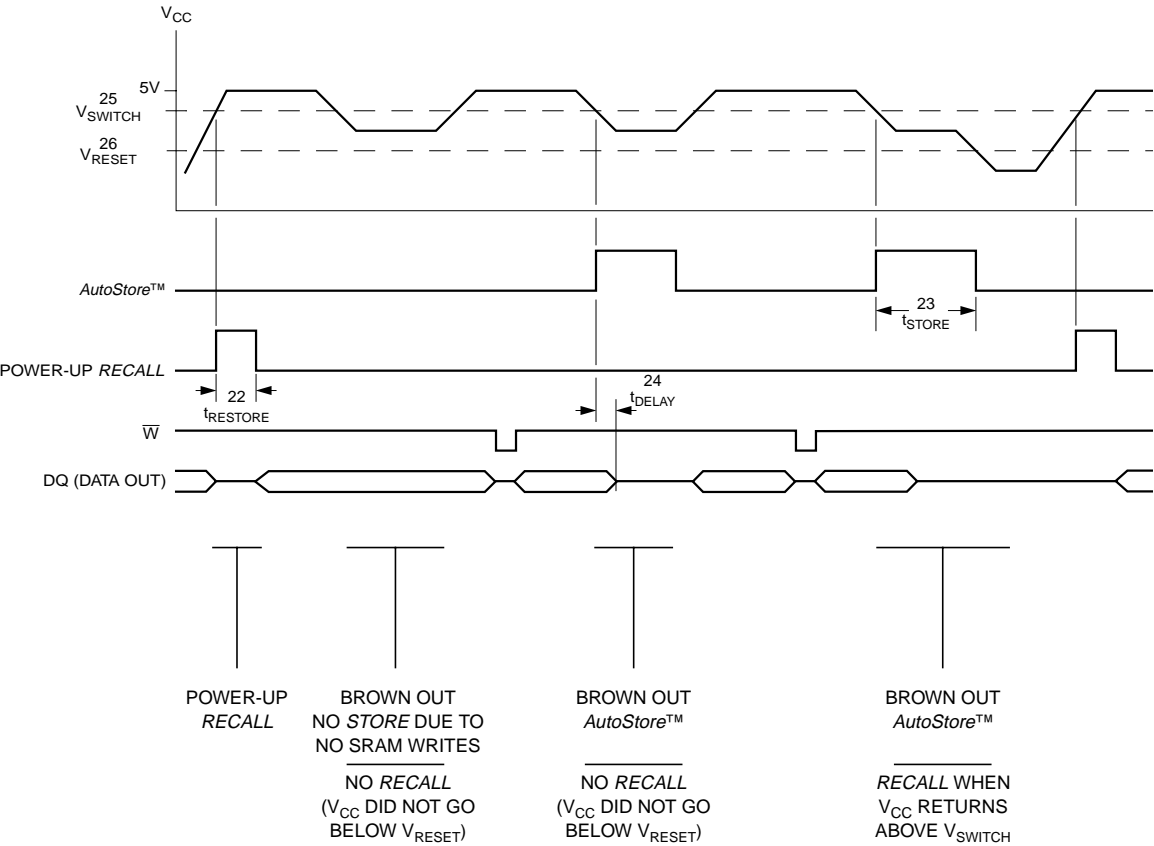 VCC
5V
25
VSWITCH
26
VRESET
AutoStore™
23
tSTORE
POWER-UP RECALL
22
tRESTORE
24
tDELAY
W
DQ (DATA OUT)
POWER-UP
RECALL
BROWN OUT
NO STORE DUE TO
NO SRAM WRITES
NO RECALL
(VCC DID NOT GO
BELOW VRESET)
BROWN OUT
AutoStore™
NO RECALL
(VCC DID NOT GO
BELOW VRESET)
BROWN OUT
AutoStore™
RECALL WHEN
VCC RETURNS
ABOVE VSWITCH